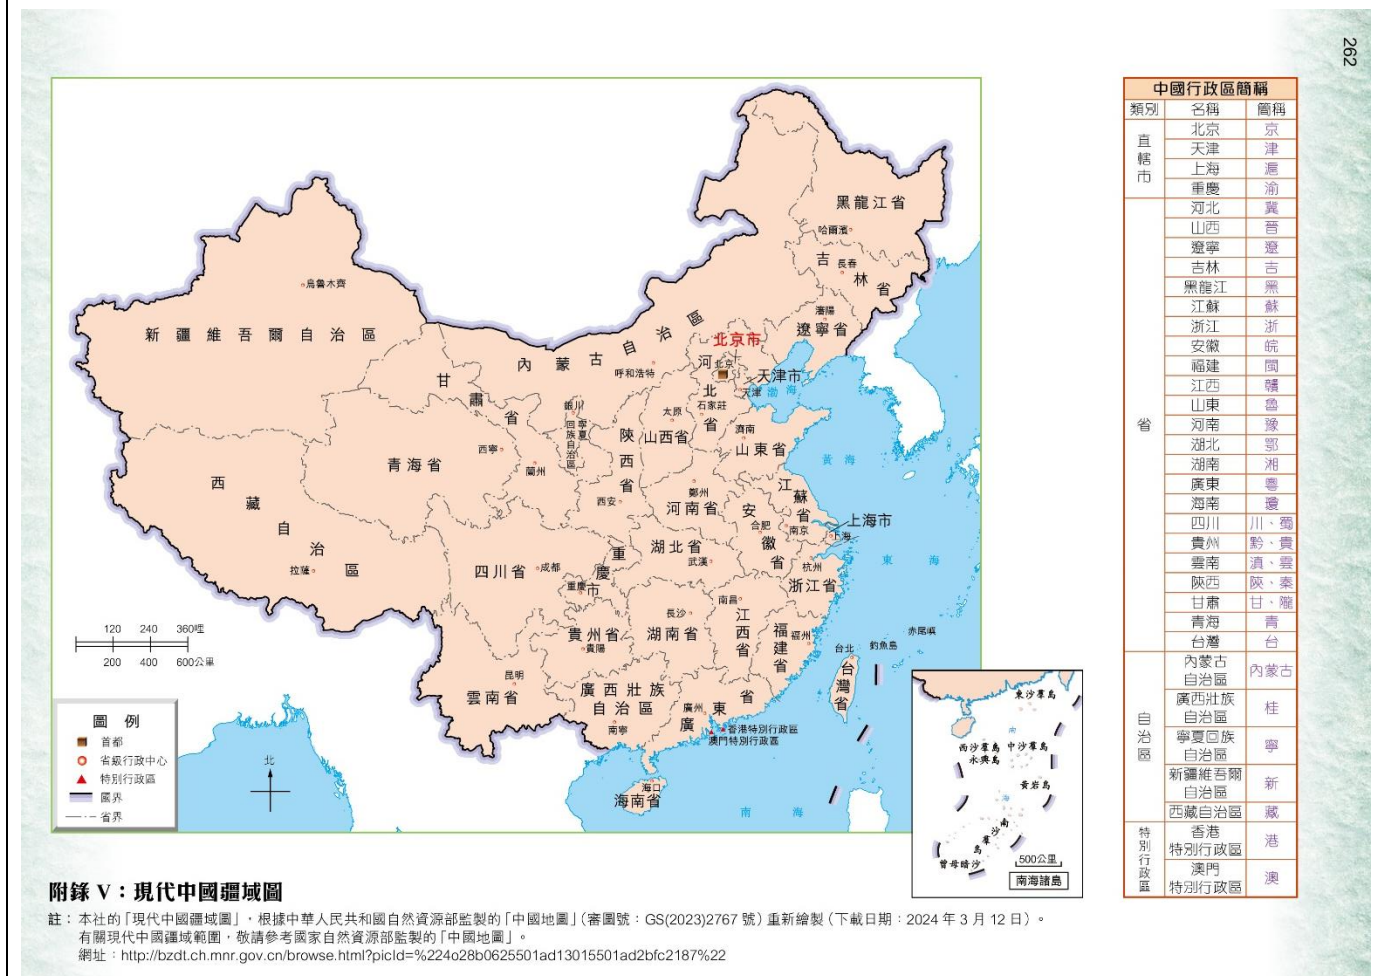 262
中國行政區簡稱
類別 名稱 簡稱
直轄市
北京 京
天津 津
上海 滬
重慶 渝
省
河北 冀
山西 晉
遼寧 遼
吉林 吉
黑龍江 黑
江蘇 蘇
浙江 浙
安徽 皖
福建 閩
江西 贛
山東 魯
河南 豫
湖北 鄂
湖南 湘
廣東 粵
海南 瓊
四川 川、蜀
貴州 黔、貴
雲南 滇、雲
陝西 陝、秦
甘肅 甘、隴
青海 青
台灣 台
自治區
內蒙古
自治區 內蒙古
廣西壯族
自治區 桂
寧夏回族
自治區 寧
新疆維吾爾
自治區 新
西藏自治區 藏
特別行政區
香港
特別行政區 港
澳門
特別行政區 澳
黑龍江省
哈爾濱
吉林省
長春
瀋陽
遼寧省
烏魯木齊
新疆維吾爾自治區
內蒙古自治區
呼和浩特
北京市
北京
河北省
石家莊
天津市
天津
渤海
甘肅省
蘭州
銀川
寧夏
回族自治區
太原
山西省
陝西省
西安
濟南
山東省
黃海
青海省
西寧
西藏自治區
拉薩
鄭州
河南省
江蘇省
南京
安徽省
合肥
上海市
上海
湖北省
武漢
杭州
浙江省
東海
四川省
成都
重慶市
重慶
長沙
湖南省
南昌
江西省
福建省
福州
貴州省
貴陽
昆明
雲南省
廣西壯族
自治區
南寧
廣東省
廣州
香港特別行政區
澳門特別行政區
台北
台灣省
釣魚島
赤尾嶼
海口
海南省
南海
120 240 360哩
200 400 600公里
圖例
首都
省級行政中心
特別行政區
國界
省界
北
東沙羣島
南
西沙羣島 中沙羣島
永興島
黃岩島
海
南沙羣島
曾母暗沙
500公里
南海諸島
附錄 V：現代中國疆域圖
註：本社的「現代中國疆域圖」，根據中華人民共和國自然資源部監製的「中國地圖」（審圖號：GS(2023)2767 號）重新繪製（下載日期：2024 年 3 月 12 日）。
有關現代中國疆域範圍，敬請參考國家自然資源部監製的「中國地圖」。
網址：http://bzdt.ch.mnr.gov.cn/browse.html?picId=%224o28b0625501ad13015501ad2bfc2187%22